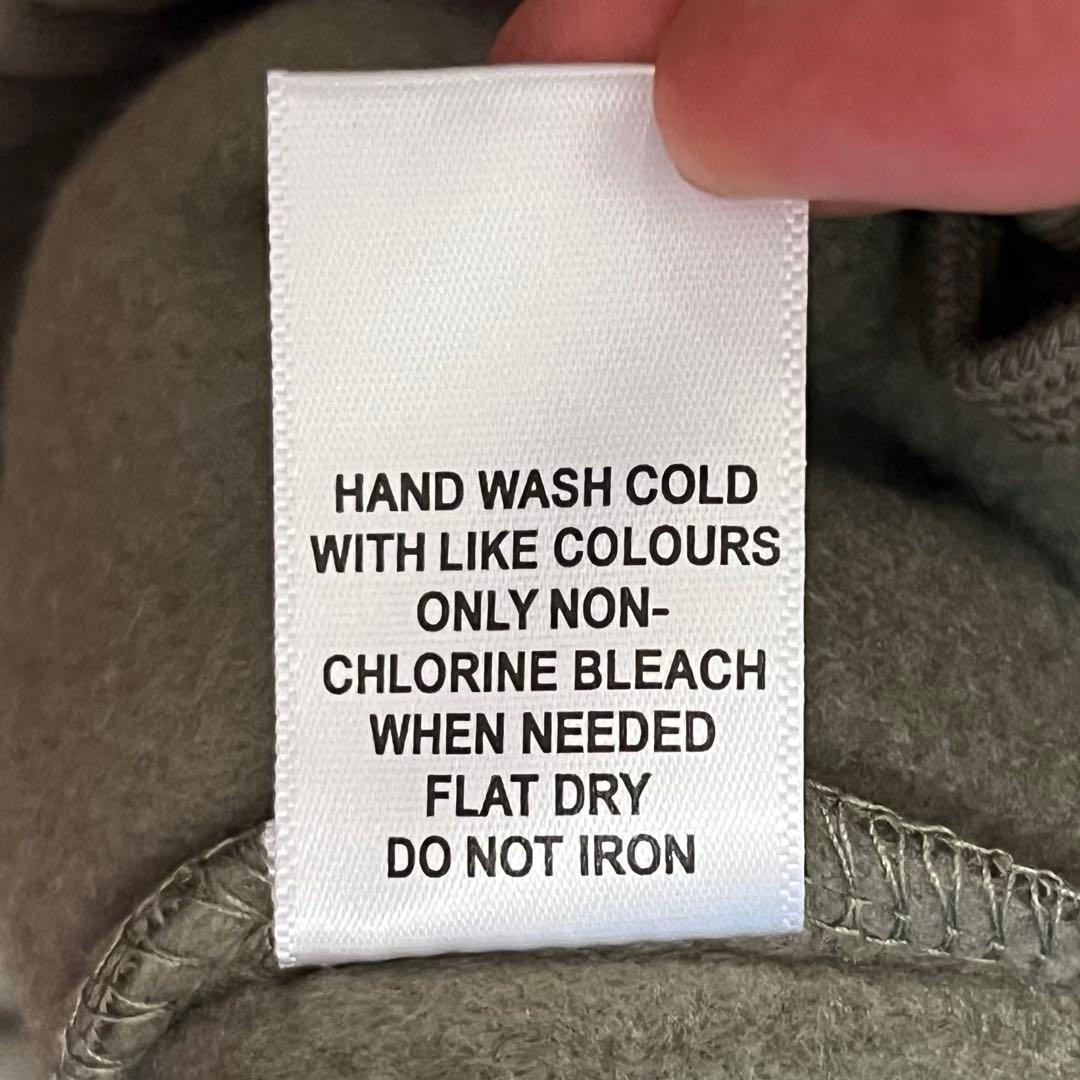 HAND WASH COLD
WITH LIKE COLOURS
ONLY NON-
CHLORINE BLEACH
WHEN NEEDED
FLAT DRY
DO NOT IRON